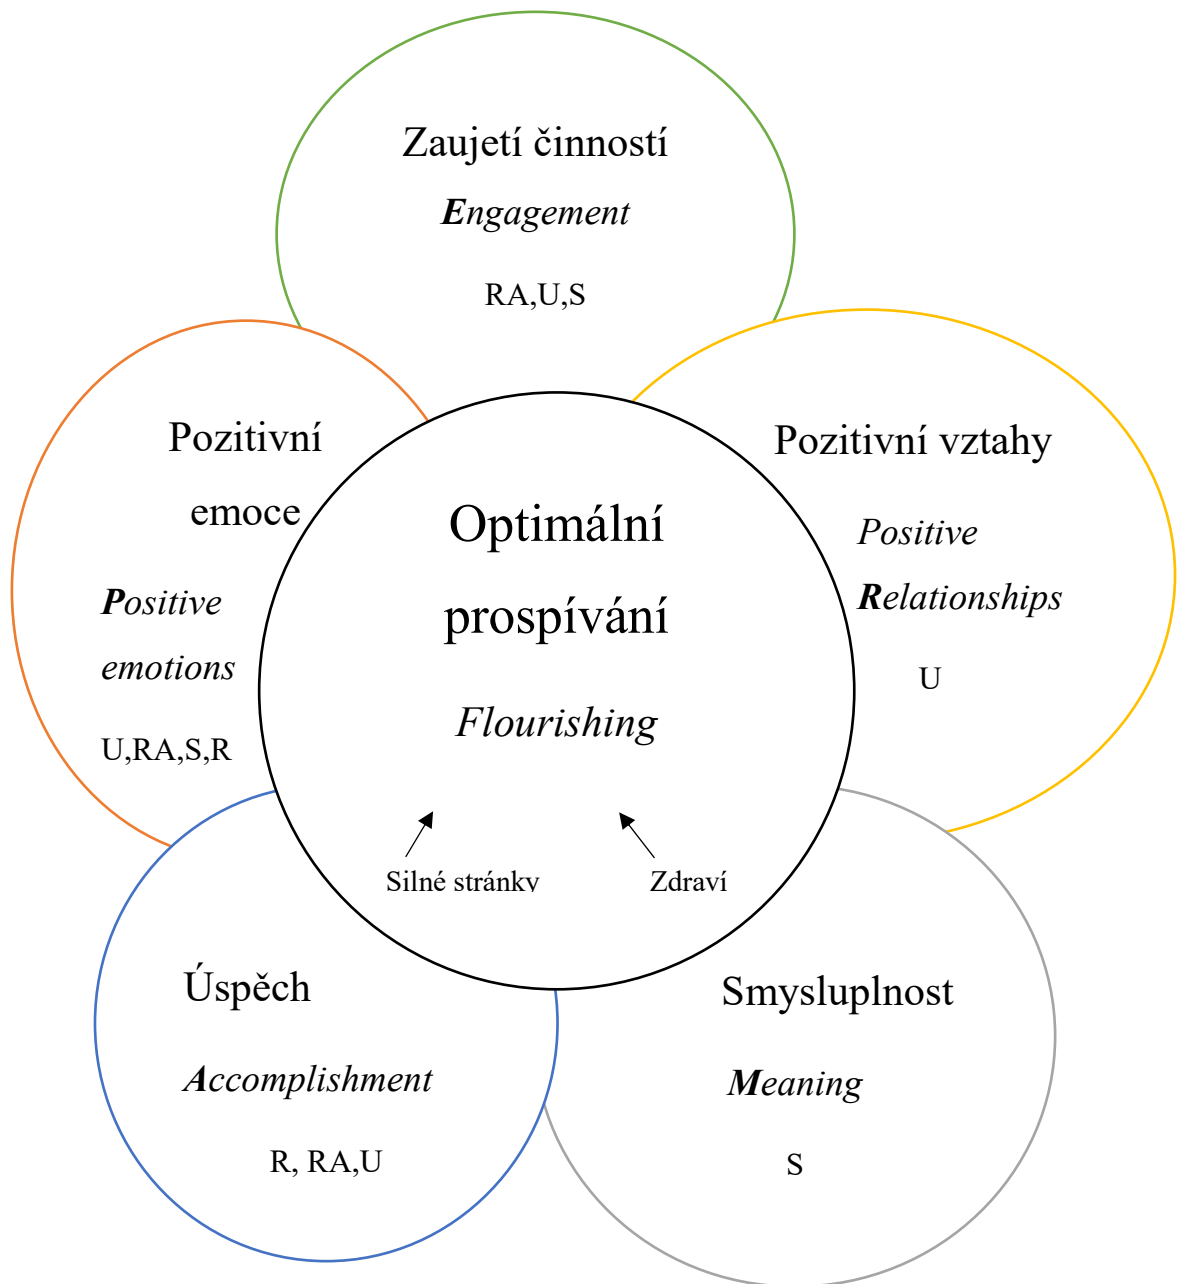 Zaujetí činností
Engagement
RA,U,S
Pozitivní
emoce
Positive
emotions
U,RA,S,R
Pozitivní vztahy
Positive
Relationships
U
Optimální
prospívání
Flourishing
Silné stránky
Zdraví
Úspěch
Accomplishment
R, RA,U
Smysluplnost
Meaning
S